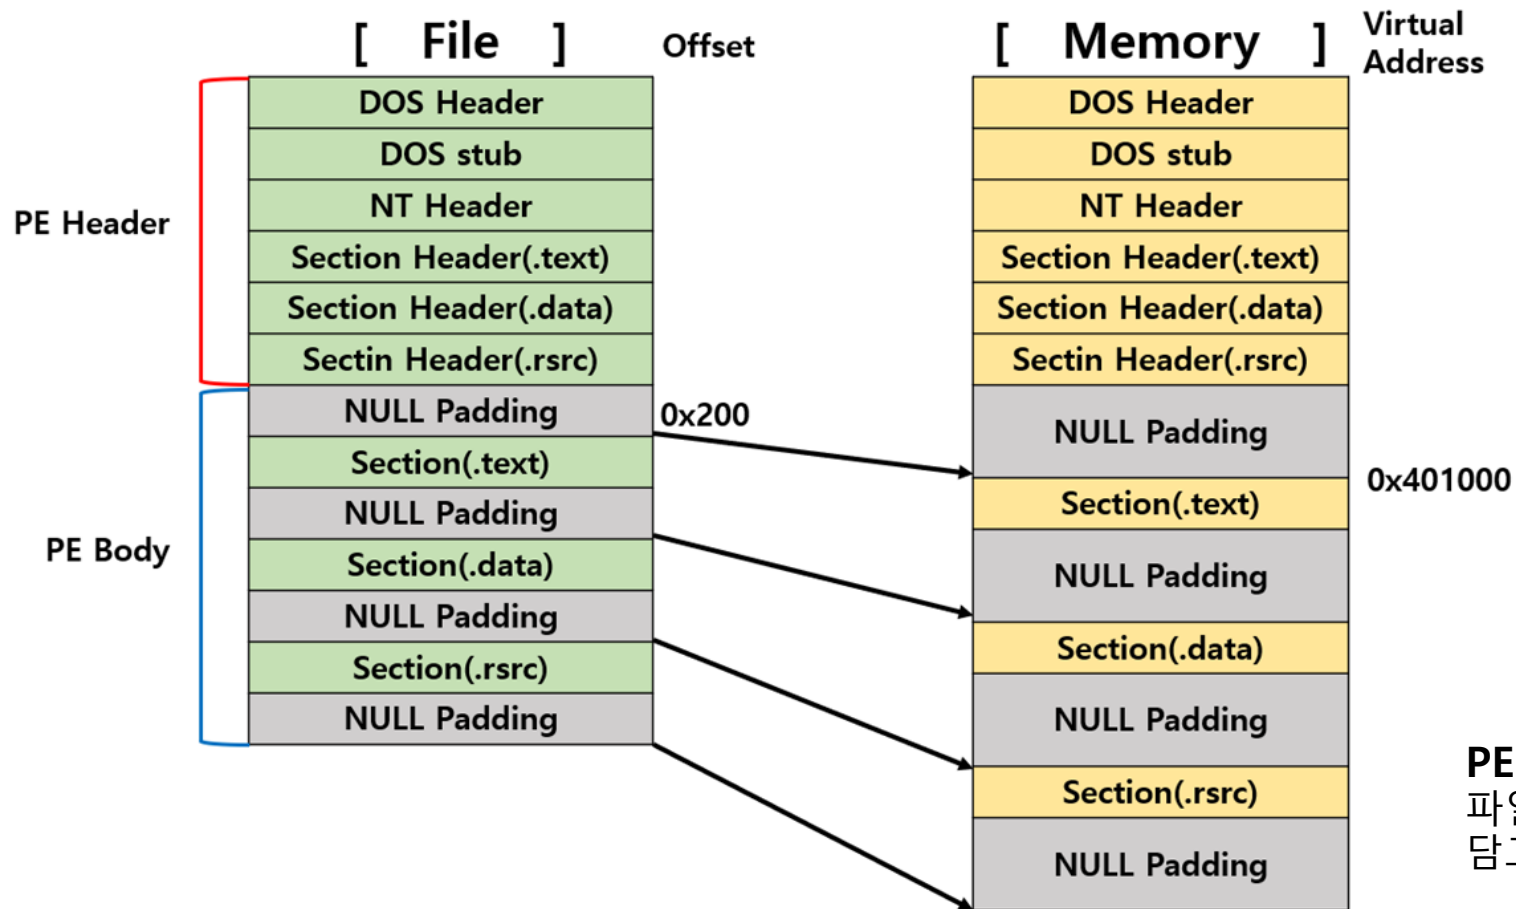 [ File ] Offset
[ Memory ] Virtual
Address
PE Header
DOS Header
DOS stub
NT Header
Section Header(.text)
Section Header(.data)
Sectin Header(.rsrc)
PE Body
NULL Padding
0x200
Section(.text)
NULL Padding
Section(.data)
NULL Padding
Section(.rsrc)
NULL Padding
DOS Header
DOS stub
NT Header
Section Header(.text)
Section Header(.data)
Sectin Header(.rsrc)
NULL Padding
0x401000
Section(.text)
NULL Padding
Section(.data)
NULL Padding
Section(.rsrc)
NULL Padding
PE